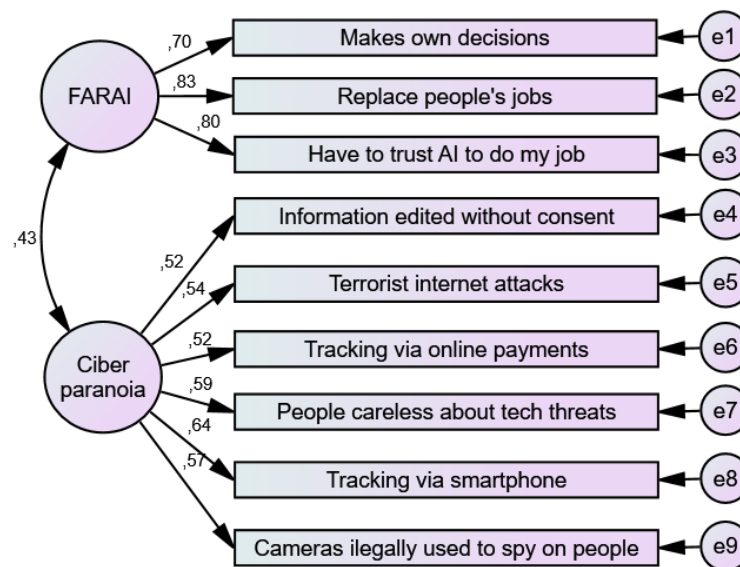 ,70
Makes own decisions
e1
FARAI
,83
Replace people's jobs
e2
,80
Have to trust AI to do my job
e3
,43
Information edited without consent
e4
,52
Terrorist internet attacks
e5
,54
Ciber
paranoia
,52
Tracking via online payments
e6
,59
People careless about tech threats
e7
,64
Tracking via smartphone
e8
,57
Cameras ilegally used to spy on people
e9